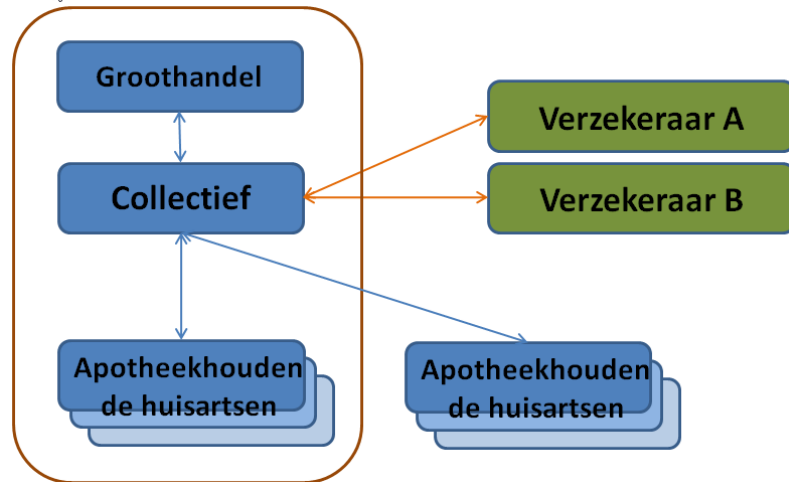 Groothandel
Verzekeraar A
Collectief
Verzekeraar B
Apotheekhouden
de huisartsen
Apotheekhouden
de huisartsen